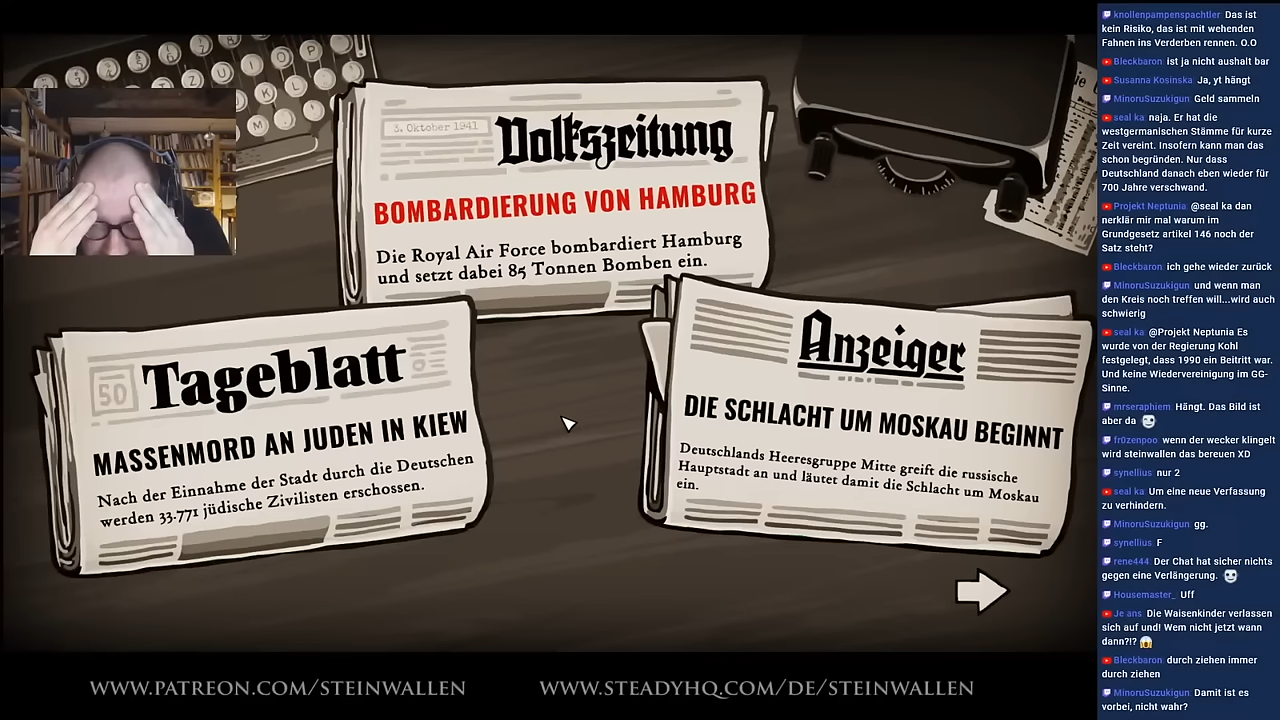 3. Oktober 1941
Volkszeitung
BOMBARDIERUNG VON HAMBURG
Die Royal Air Force bombardiert Hamburg
und setzt dabei 85 Tonnen Bomben ein.
50
Tageblatt
MASSENMORD AN JUDEN IN KIEW
Nach der Einnahme der Stadt durch die Deutschen
werden 33.771 jüdische Zivilisten erschossen.
Anzeiger
DIE SCHLACHT UM MOSKAU BEGINNT
Deutschlands Heeresgruppe Mitte greift die russische
Hauptstadt an und läutet damit die Schlacht um Moskau
ein.
WWW.PATREON.COM/STEINWALLEN
WWW.STEADYHQ.COM/DE/STEINWALLEN
knollenpampenspachtler Das ist
kein Risiko, das ist mit wehenden
Fahnen ins Verderben rennen. O.O
Bleckbaron ist ja nicht aushalt bar
Susanna Kosinska Ja, yt hängt
MinoruSuzukigun Geld sammeln
seal ka naja. Er hat die
westgermanischen Stämme für kurze
Zeit vereint. Insofern kann man das
schon begründen. Nur dass
Deutschland danach eben wieder für
700 Jahre verschwand.
Projekt Neptunia @seal ka dan
nerklär mir mal warum im
Grundgesetz artikel 146 noch der
Satz steht?
Bleckbaron ich gehe wieder zurück
MinoruSuzukigun und wenn man
den Kreis noch treffen will...wird auch
schwierig
seal ka @Projekt Neptunia Es
wurde von der Regierung Kohl
festgelegt, dass 1990 ein Beitritt war.
Und keine Wiedervereinigung im GG-
Sinne.
mrseraphiem Hängt. Das Bild ist
aber da
fr0zenpoo wenn der wecker klingelt
wird steinwallen das bereuen XD
synellius nur 2
seal ka Um eine neue Verfassung
zu verhindern.
MinoruSuzukigun gg.
synellius F
rene444 Der Chat hat sicher nichts
gegen eine Verlängerung.
Housemaster_ Uff
Je ans Die Waisenkinder verlassen
sich auf und! Wem nicht jetzt wann
dann?!?
Bleckbaron durch ziehen immer
durch ziehen
MinoruSuzukigun Damit ist es
vorbei, nicht wahr?